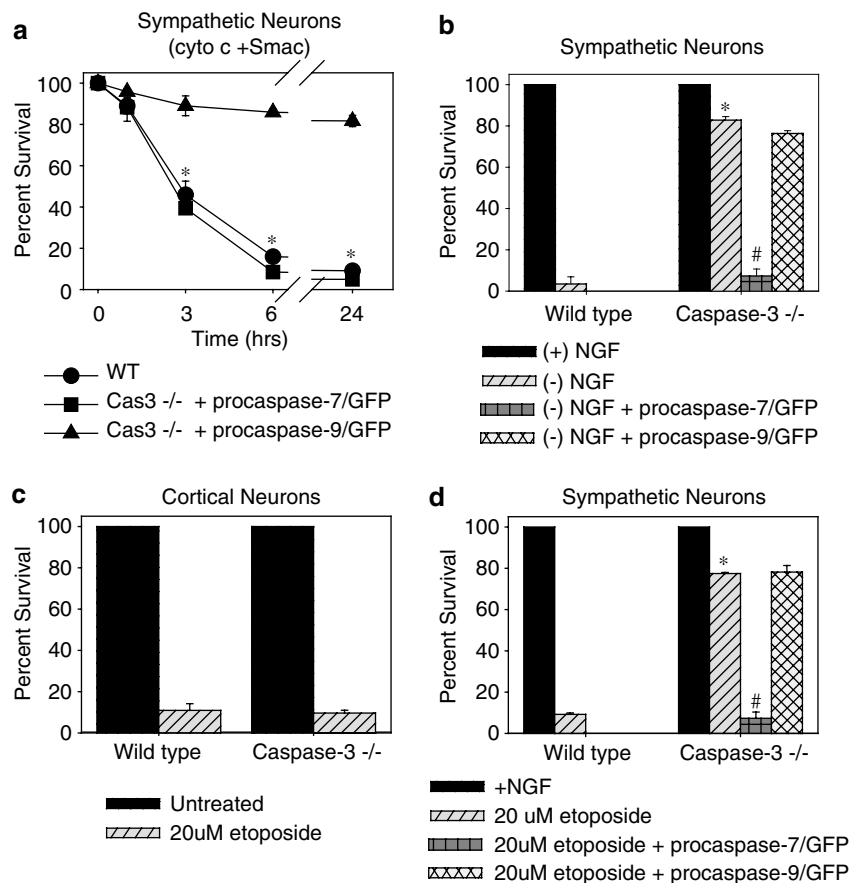 a
Sympathetic Neurons
(cyto c +Smac)
Percent Survival
100
80
60
40
20
0
*
*
*
0
3
6
24
Time (hrs)
WT
Cas3 -/- + procaspase-7/GFP
Cas3 -/- + procaspase-9/GFP
b
Sympathetic Neurons
Percent Survival
100
80
60
40
20
0
*
#
Wild type
Caspase-3 -/-
(+) NGF
(-) NGF
(-) NGF + procaspase-7/GFP
(-) NGF + procaspase-9/GFP
c
Cortical Neurons
Percent Survival
100
80
60
40
20
0
Wild type
Caspase-3 -/-
Untreated
20uM etoposide
d
Sympathetic Neurons
Percent Survival
100
80
60
40
20
0
*
#
Wild type
Caspase-3 -/-
+NGF
20 uM etoposide
20uM etoposide + procaspase-7/GFP
20uM etoposide + procaspase-9/GFP